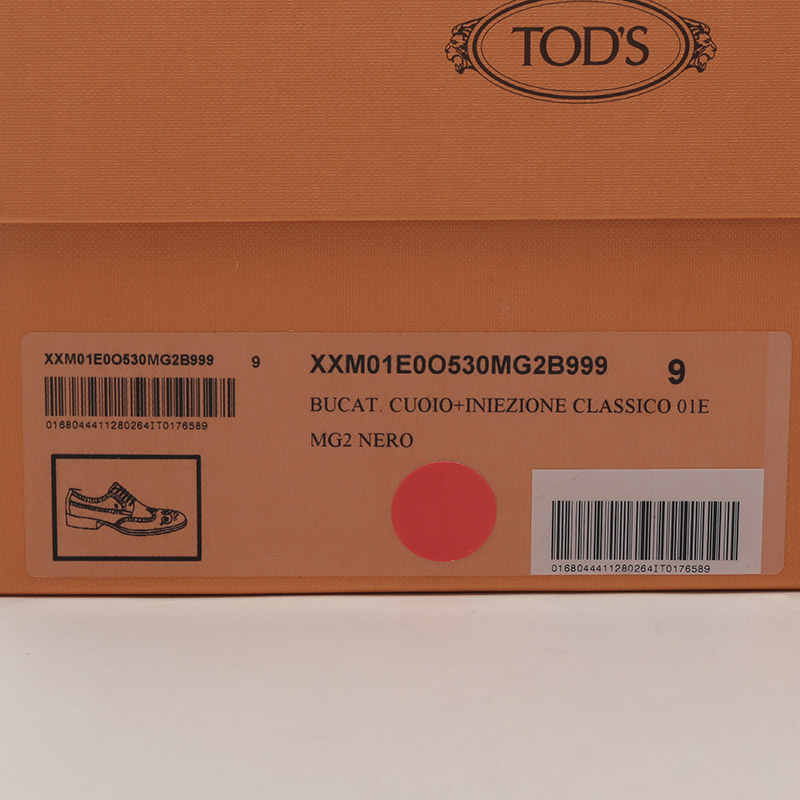 TOD'S
XXM01E0O530MG2B999 9
0168044411280264IT0176589
XXM01E0O530MG2B999 9
BUCAT. CUOIO+INIEZIONE CLASSICO 01E
MG2 NERO
0168044411280264IT0176589